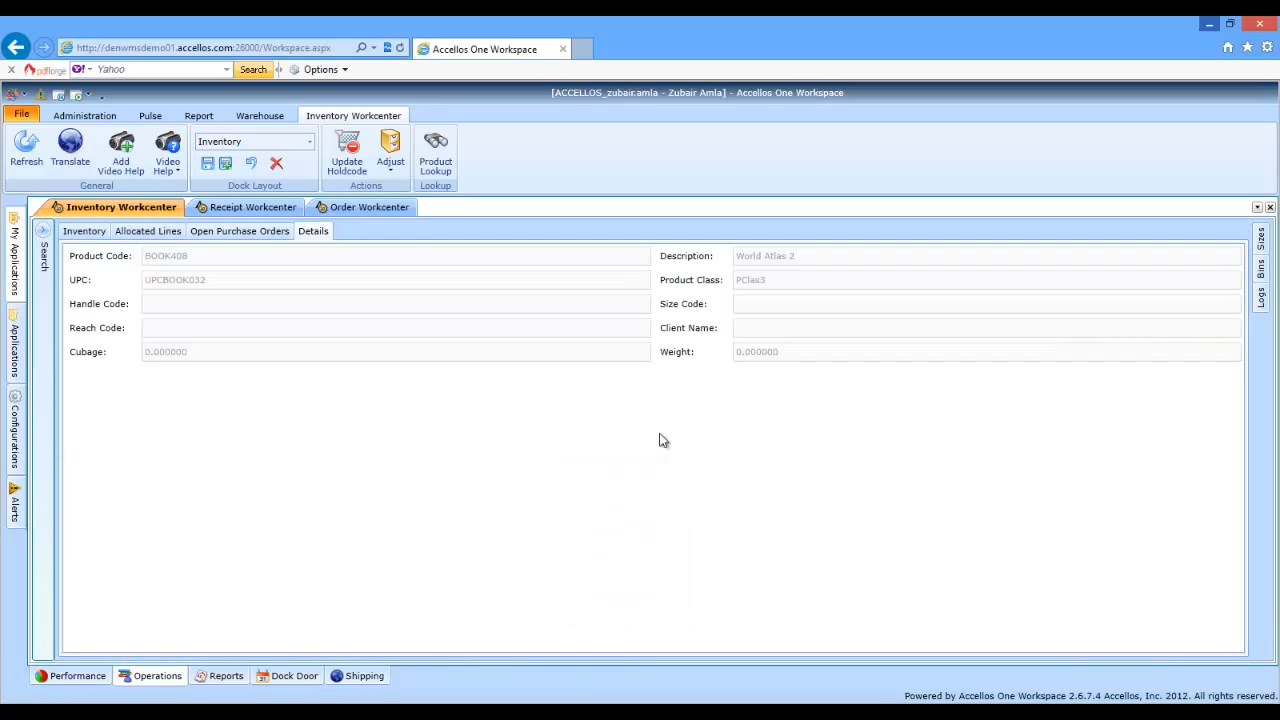 http://denwmsdemo01.accellos.com:26000/Workspace.aspx
Accellos One Workspace
pdfforge Yahoo Search Options
[ACCELLOS_zubair.amla - Zubair Amla] - Accellos One Workspace
File Administration Pulse Report Warehouse Inventory Workcenter
Refresh Translate Add Video Help Video Help Inventory Update Holdcode Adjust Product Lookup
General Dock Layout Actions Lookup
Inventory Workcenter Receipt Workcenter Order Workcenter
Inventory Allocated Lines Open Purchase Orders Details
My Applications
Applications
Configurations
Alerts
Search
Product Code: BOOK408 Description: World Atlas 2
UPC: UPCBOOK032 Product Class: PClas3
Handle Code: Size Code:
Reach Code: Client Name:
Cubage: 0.000000 Weight: 0.000000
Sizes
Bins
Logs
Performance Operations Reports Dock Door Shipping
Powered by Accellos One Workspace 2.6.7.4 Accellos, Inc. 2012. All rights reserved.